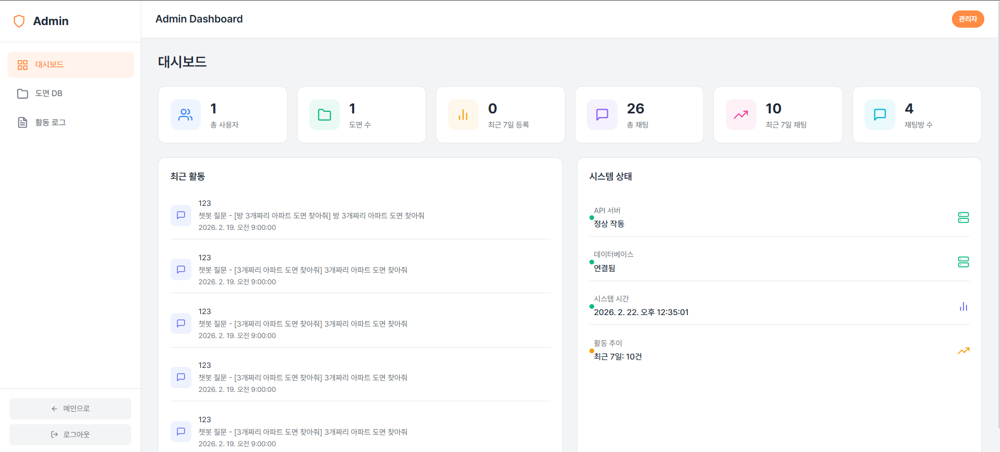 Admin
Admin Dashboard
관리자
대시보드
도면 DB
활동 로그
메인으로
로그아웃
대시보드
1
총 사용자
1
도면 수
0
최근 7일 등록
26
총 채팅
10
최근 7일 채팅
4
채팅방 수
최근 활동
123
챗봇 질문 - [방 3개짜리 아파트 도면 찾아줘] 방 3개짜리 아파트 도면 찾아줘
2026. 2. 19. 오전 9:00:00
123
챗봇 질문 - [3개짜리 아파트 도면 찾아줘] 3개짜리 아파트 도면 찾아줘
2026. 2. 19. 오전 9:00:00
123
챗봇 질문 - [3개짜리 아파트 도면 찾아줘] 3개짜리 아파트 도면 찾아줘
2026. 2. 19. 오전 9:00:00
123
챗봇 질문 - [3개짜리 아파트 도면 찾아줘] 3개짜리 아파트 도면 찾아줘
2026. 2. 19. 오전 9:00:00
123
챗봇 질문 - [3개짜리 아파트 도면 찾아줘] 3개짜리 아파트 도면 찾아줘
2026. 2. 19. 오전 9:00:00
시스템 상태
API 서버
정상 작동
데이터베이스
연결됨
시스템 시간
2026. 2. 22. 오후 12:35:01
활동 추이
최근 7일: 10건